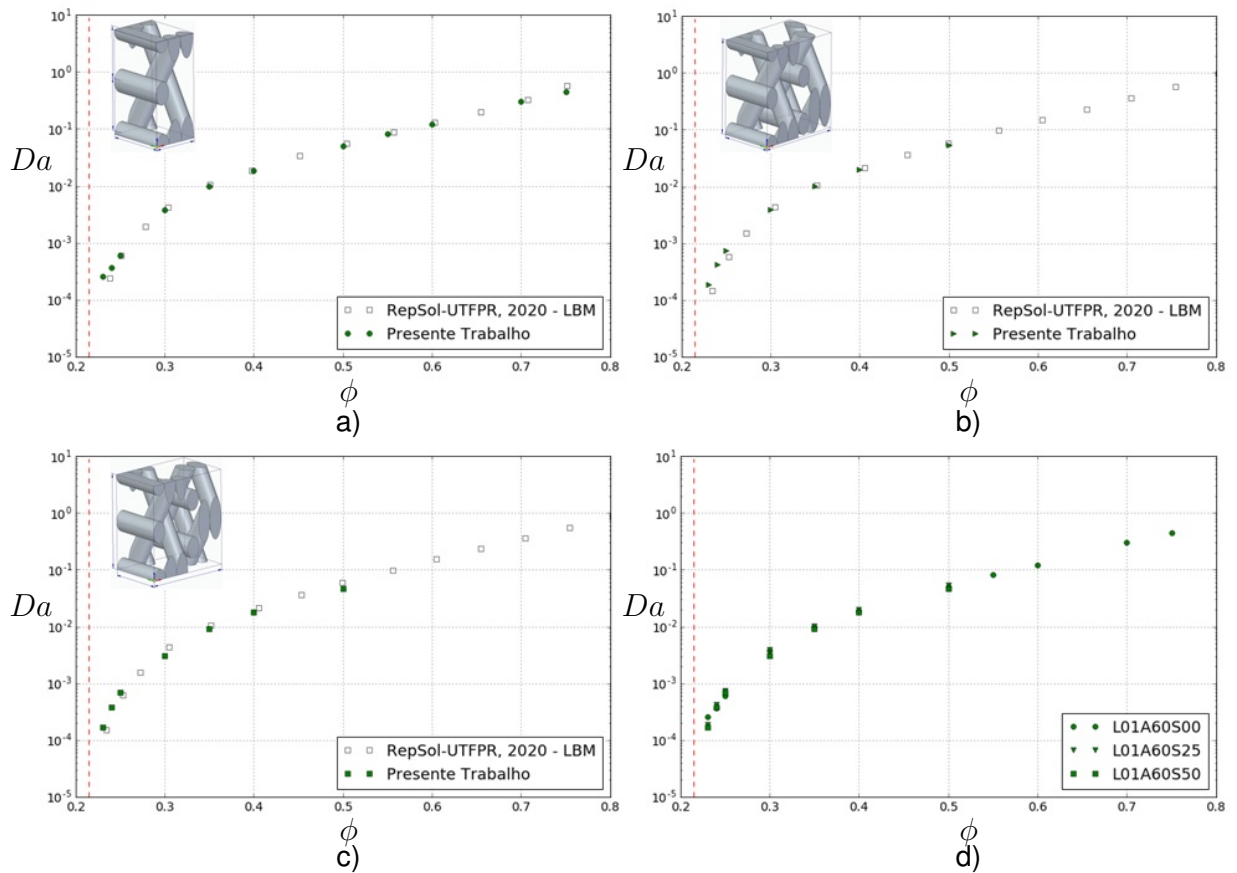 10^1
10^0
10^-1
10^-2
10^-3
10^-4
10^-5
Da
RepSol-UTFPR, 2020 - LBM
Presente Trabalho
0.2 0.3 0.4 0.5 0.6 0.7 0.8
ϕ
a)
10^1
10^0
10^-1
10^-2
10^-3
10^-4
10^-5
Da
RepSol-UTFPR, 2020 - LBM
Presente Trabalho
0.2 0.3 0.4 0.5 0.6 0.7 0.8
ϕ
b)
10^1
10^0
10^-1
10^-2
10^-3
10^-4
10^-5
Da
RepSol-UTFPR, 2020 - LBM
Presente Trabalho
0.2 0.3 0.4 0.5 0.6 0.7 0.8
ϕ
c)
10^1
10^0
10^-1
10^-2
10^-3
10^-4
10^-5
Da
L01A60S00
L01A60S25
L01A60S50
0.2 0.3 0.4 0.5 0.6 0.7 0.8
ϕ
d)